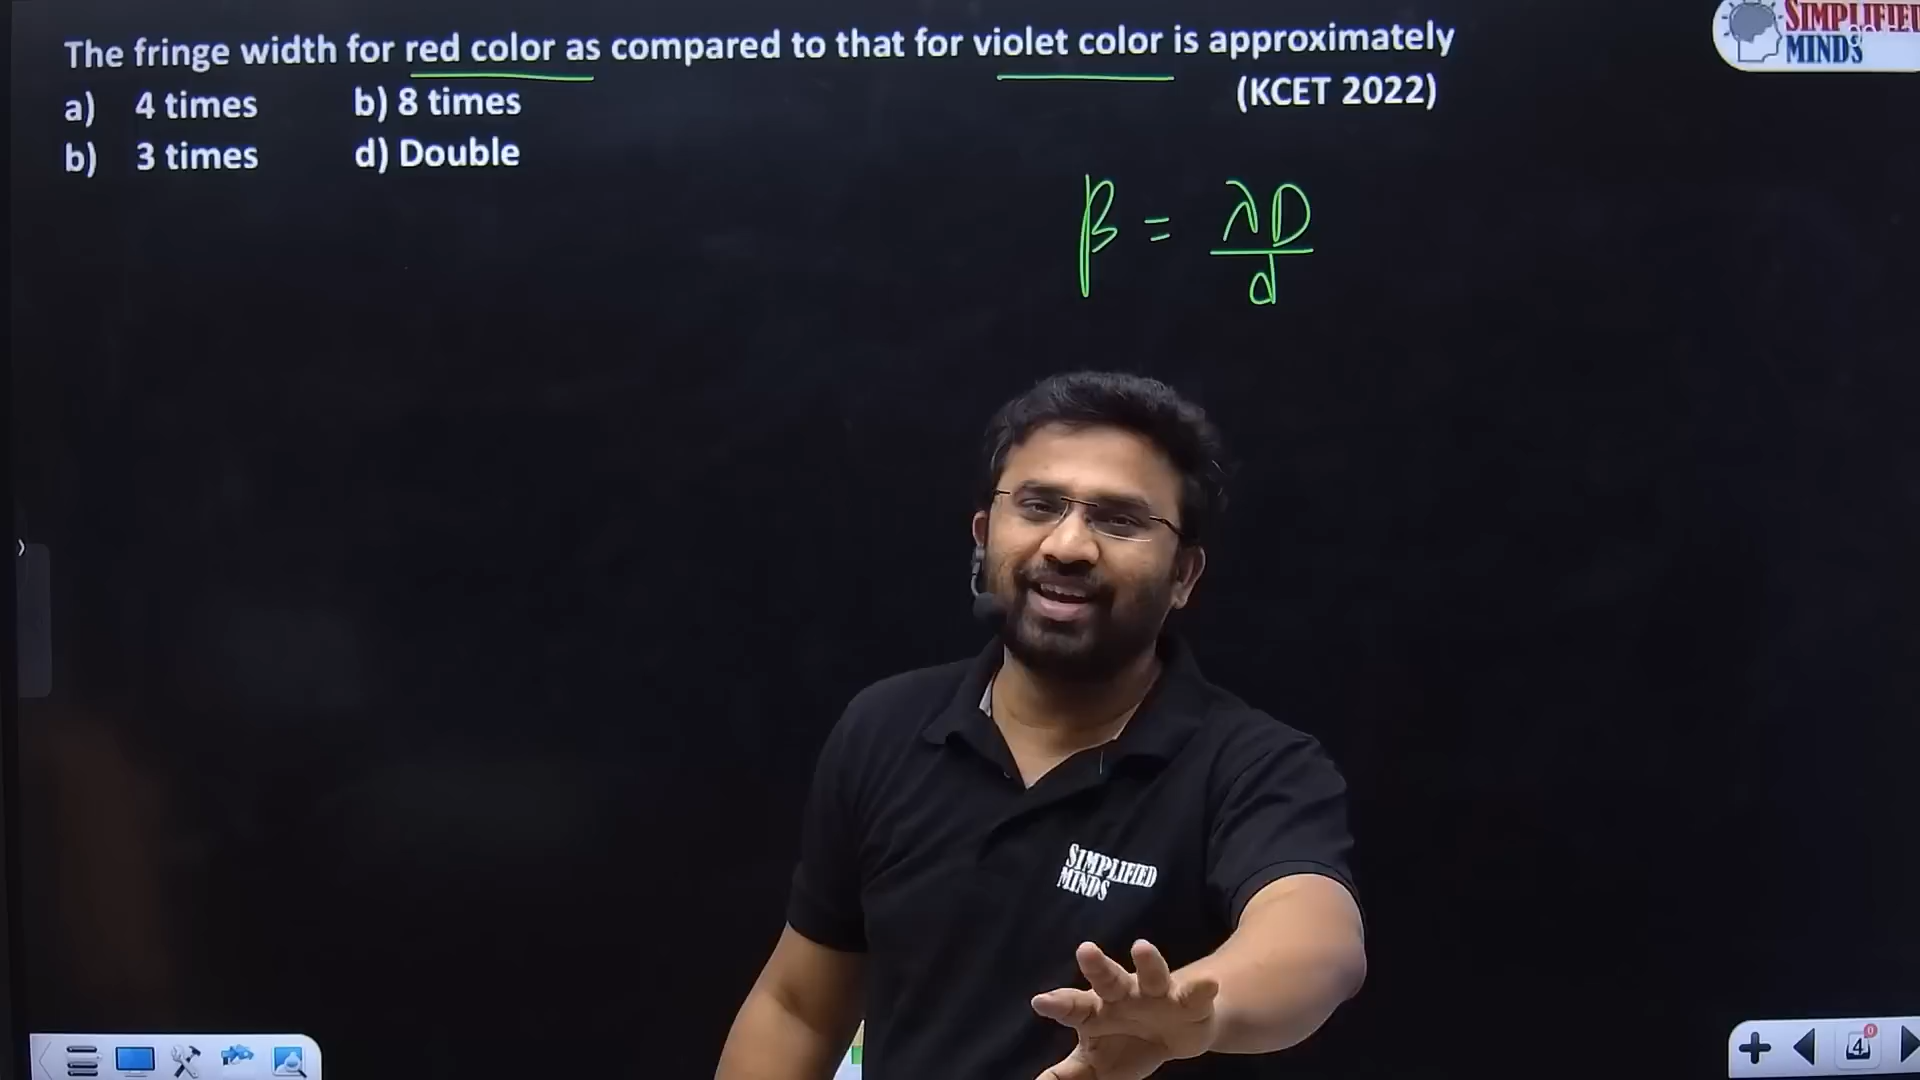 The fringe width for red color as compared to that for violet color is approximately
(KCET 2022)
a) 4 times b) 8 times
b) 3 times d) Double
β = λD
d
SIMPLIFIED
MINDS
SIMPLIFIED
MINDS
4
0